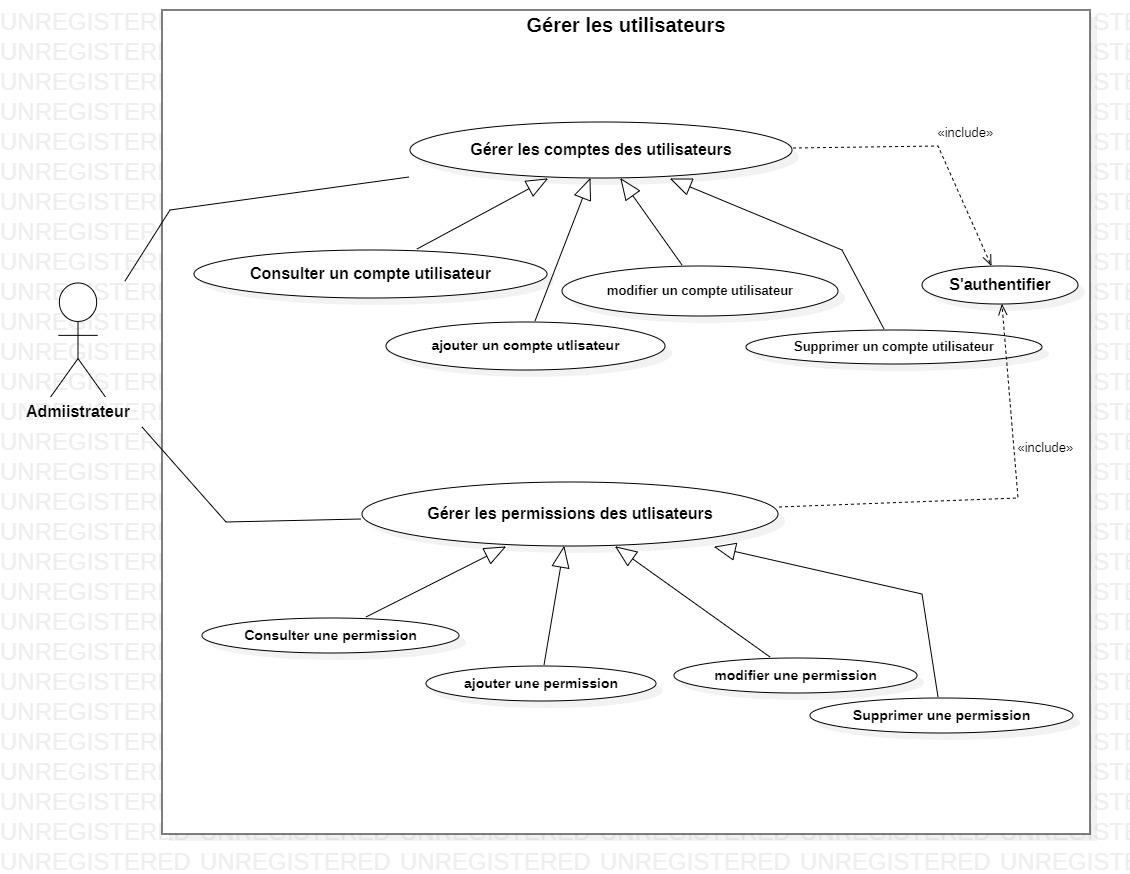 Gérer les utilisateurs
«include»
Gérer les comptes des utilisateurs
Consulter un compte utilisateur
S'authentifier
modifier un compte utilisateur
ajouter un compte utlisateur
Supprimer un compte utilisateur
Admiistrateur
«include»
Gérer les permissions des utlisateurs
Consulter une permission
modifier une permission
ajouter une permission
Supprimer une permission
UNREGISTERED UNREGISTERED UNREGISTERED UNREGISTERED UNREGISTERED UNREGISTE